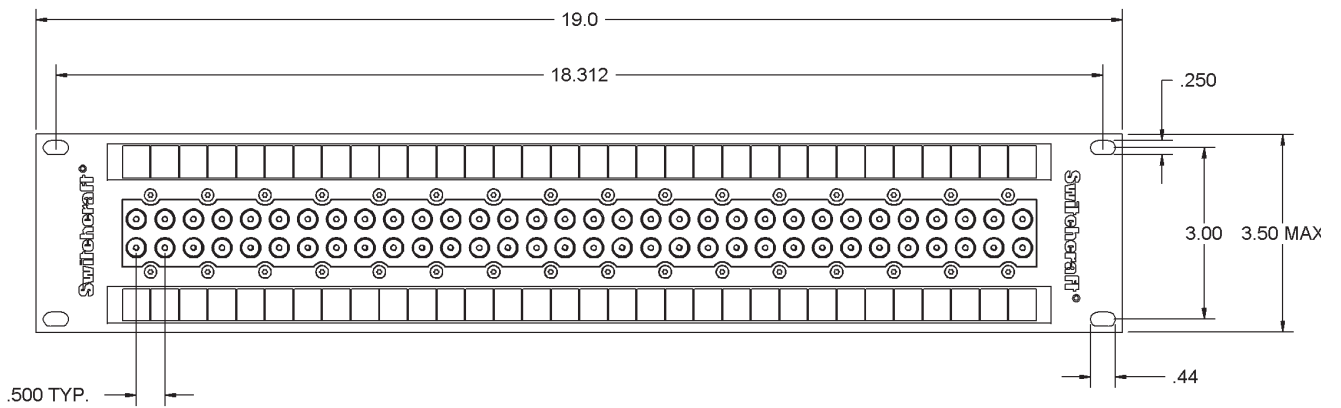 19.0
18.312
.250
Switchcraft®
Switchcraft®
3.00
3.50 MAX
.500 TYP.
.44